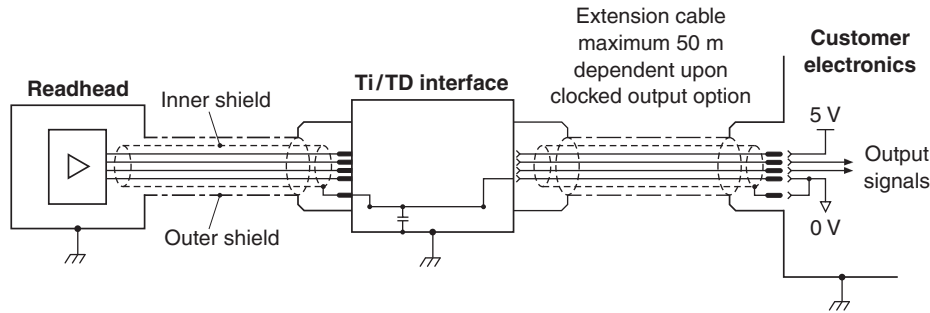 Extension cable
maximum 50 m
dependent upon
clocked output option
Customer
electronics
Readhead
Inner shield
Ti/TD interface
5 V
Output
signals
Outer shield
0 V